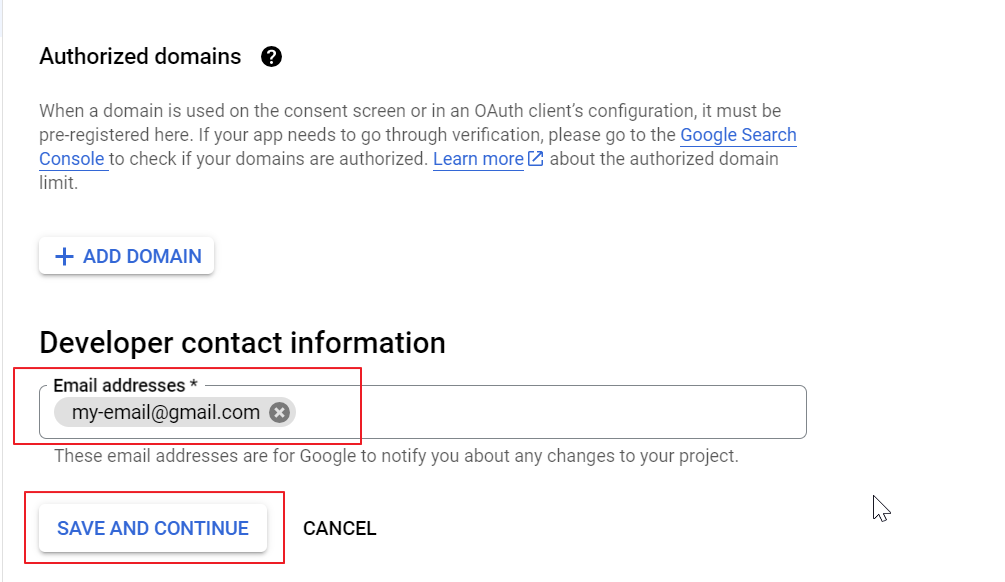 Authorized domains ?
When a domain is used on the consent screen or in an OAuth client’s configuration, it must be
pre-registered here. If your app needs to go through verification, please go to the Google Search
Console to check if your domains are authorized. Learn more about the authorized domain
limit.
+ ADD DOMAIN
Developer contact information
Email addresses *
my-email@gmail.com
These email addresses are for Google to notify you about any changes to your project.
SAVE AND CONTINUE CANCEL